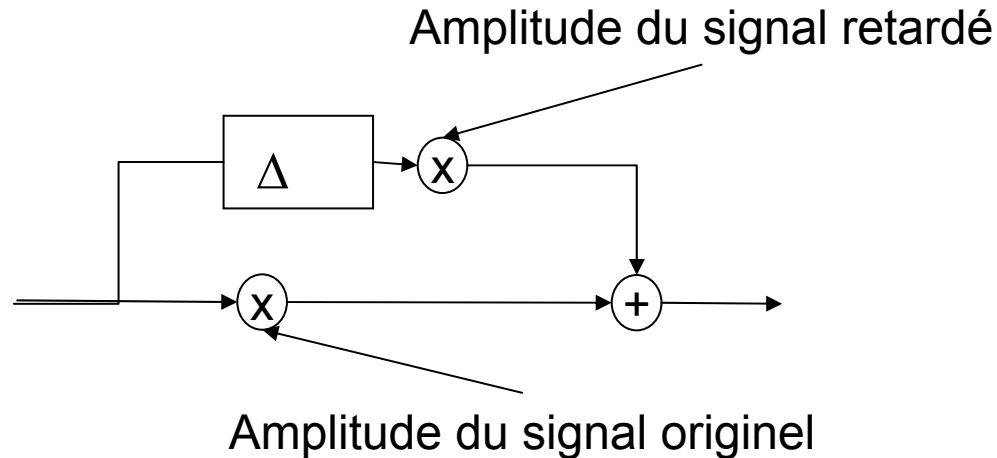 Amplitude du signal retardé
Δ
x
x
+
Amplitude du signal originel